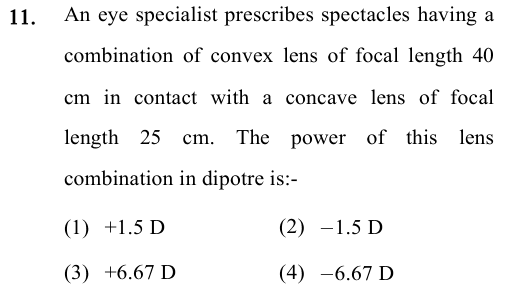 11. An eye specialist prescribes spectacles having a
combination of convex lens of focal length 40
cm in contact with a concave lens of focal
length 25 cm. The power of this lens
combination in dipotre is:-
(1) +1.5 D (2) –1.5 D
(3) +6.67 D (4) –6.67 D